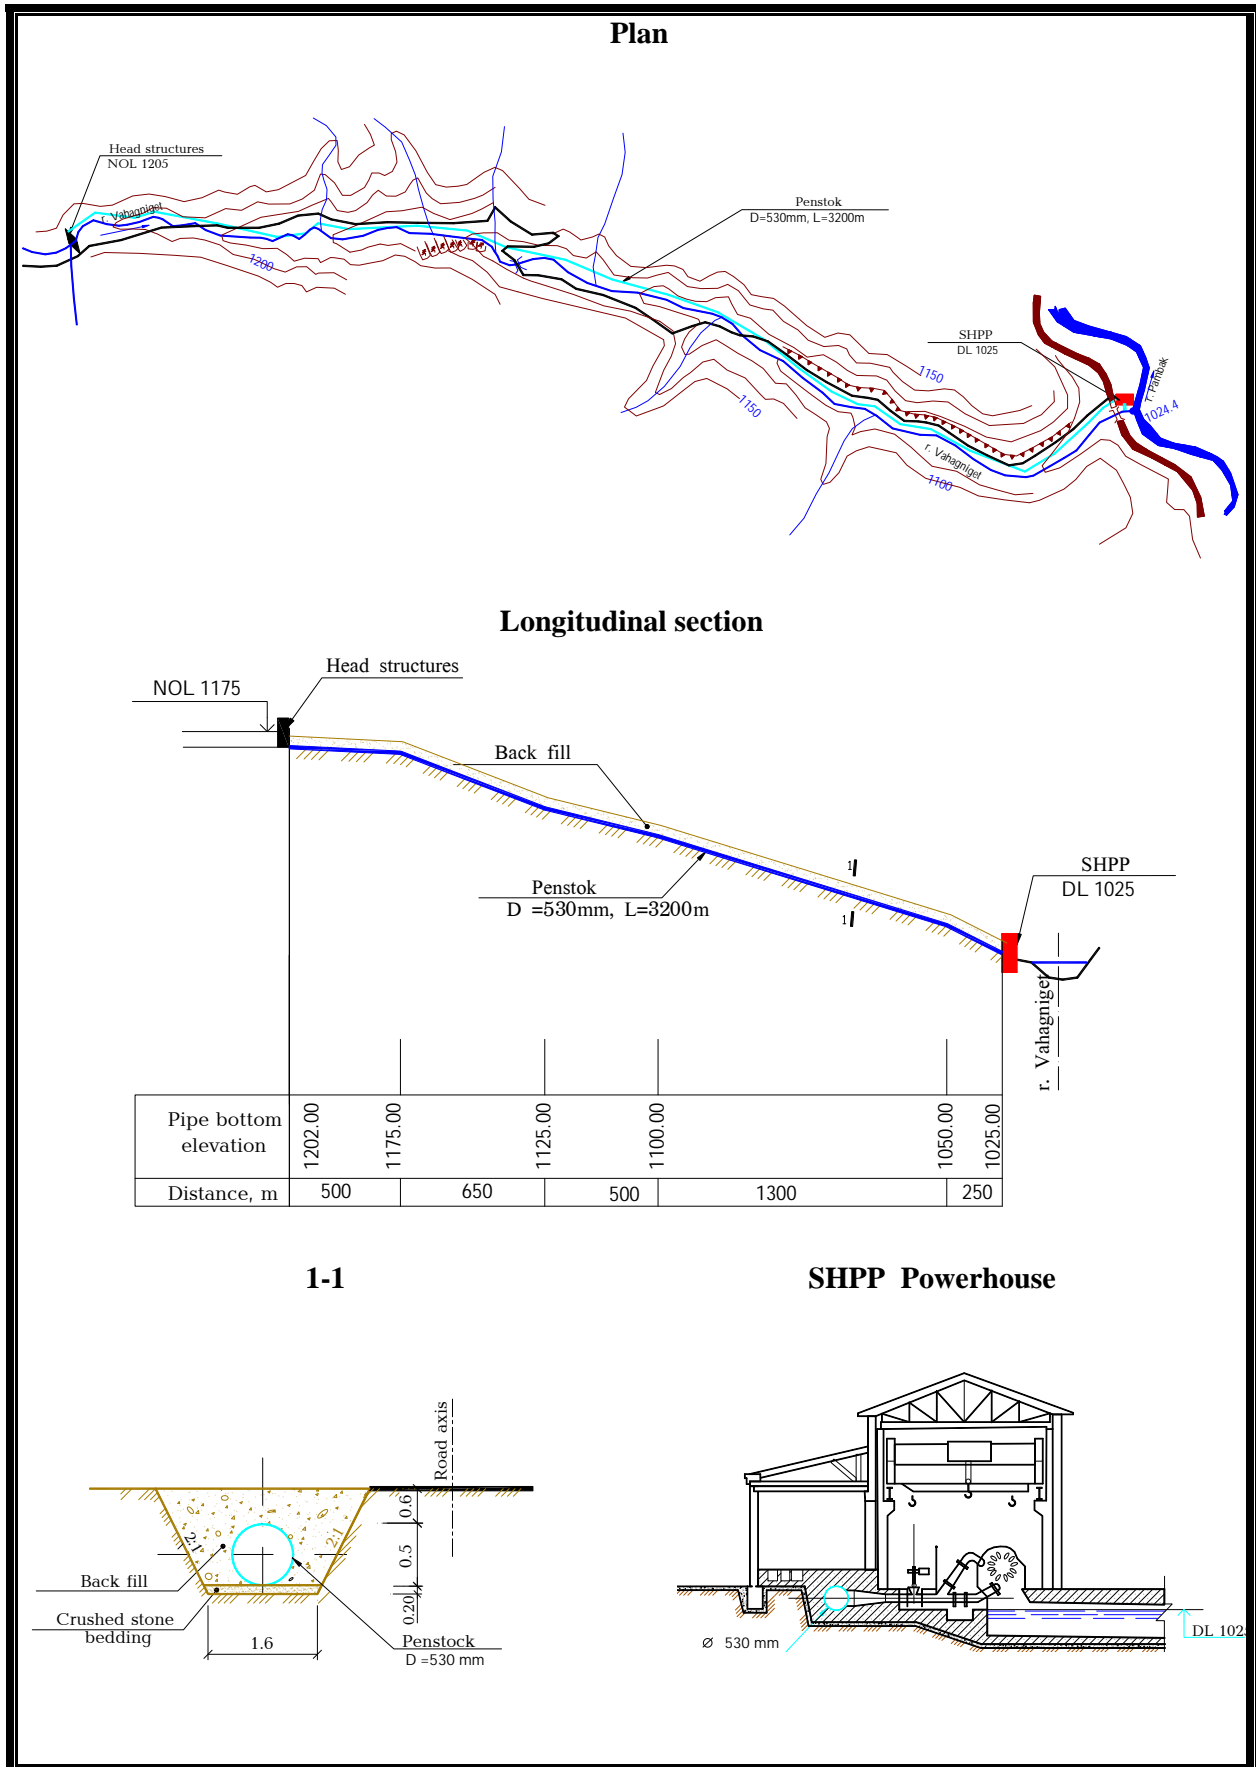 Plan
Head structures
NOL 1205
r. Vahagniget
1200
Penstok
D=530mm, L=3200m
SHPP
DL 1025
r. Pambak
1024.4
1150
1150
r. Vahagniget
1100
Longitudinal section
Head structures
NOL 1175
Back fill
Penstok
D =530mm, L=3200m
1
1
SHPP
DL 1025
r. Vahagniget
Pipe bottom
elevation
1202.00
1175.00
1125.00
1100.00
1050.00
1025.00
Distance, m
500
650
500
1300
250
1-1
SHPP Powerhouse
Road axis
0.6
0.5
0.20
2:1
2:1
Back fill
Crushed stone
bedding
1.6
Penstock
D =530 mm
Ø 530 mm
DL 1025